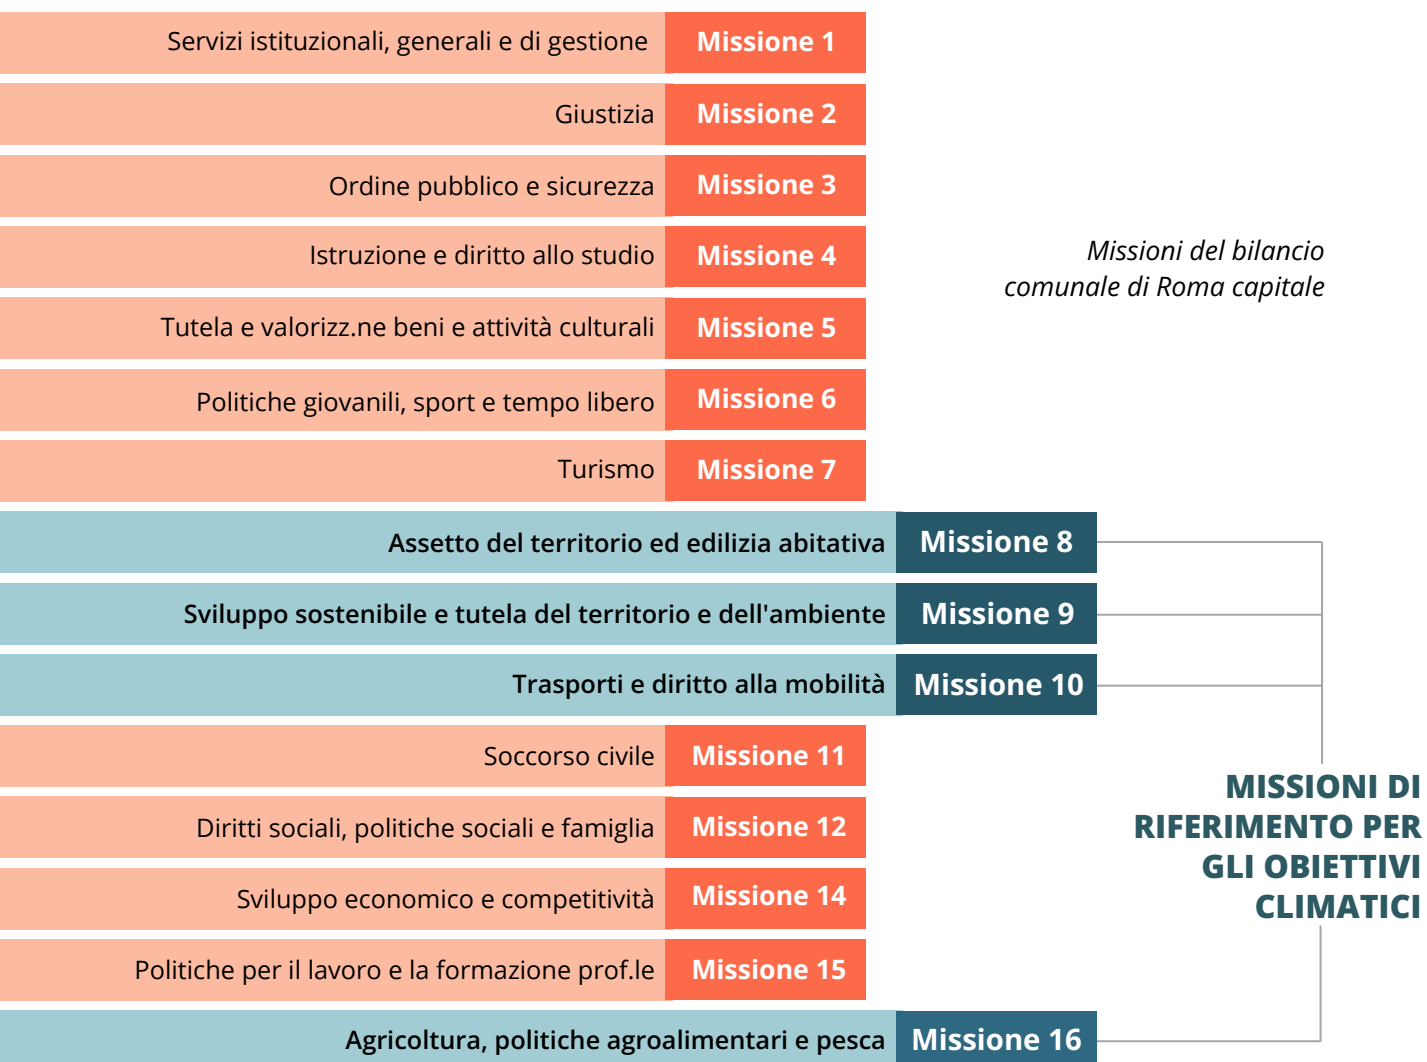 Servizi istituzionali, generali e di gestione Missione 1
Giustizia Missione 2
Ordine pubblico e sicurezza Missione 3
Istruzione e diritto allo studio Missione 4
Missioni del bilancio
comunale di Roma capitale
Tutela e valorizz.ne beni e attività culturali Missione 5
Politiche giovanili, sport e tempo libero Missione 6
Turismo Missione 7
Assetto del territorio ed edilizia abitativa Missione 8
Sviluppo sostenibile e tutela del territorio e dell'ambiente Missione 9
Trasporti e diritto alla mobilità Missione 10
Soccorso civile Missione 11
Diritti sociali, politiche sociali e famiglia Missione 12
Sviluppo economico e competitività Missione 14
Politiche per il lavoro e la formazione prof.le Missione 15
Agricoltura, politiche agroalimentari e pesca Missione 16
MISSIONI DI
RIFERIMENTO PER
GLI OBIETTIVI
CLIMATICI